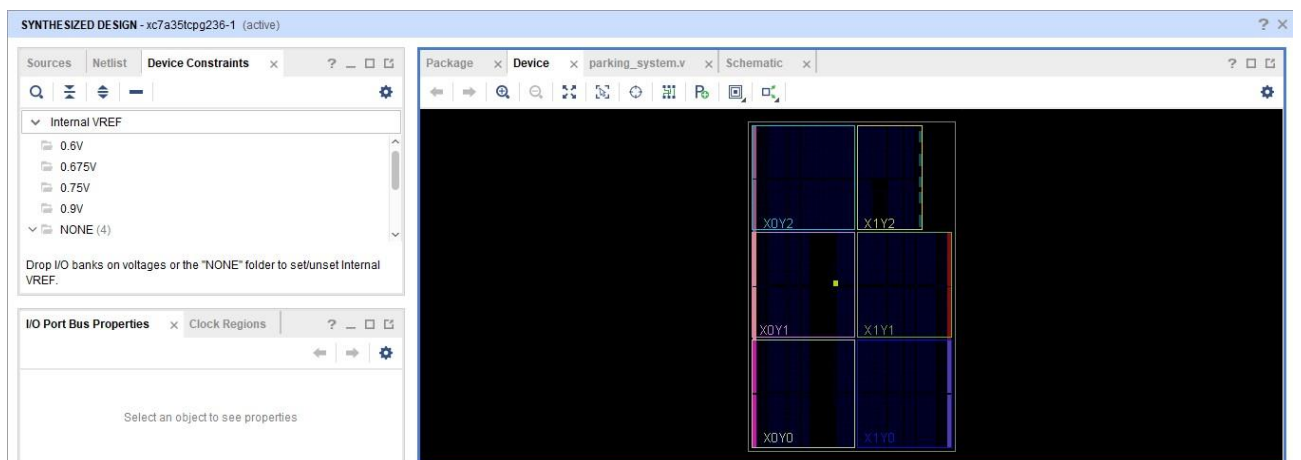 SYNTHESIZED DESIGN - xc7a35tcpg236-1 (active)
Sources Netlist Device Constraints
Internal VREF
0.6V
0.675V
0.75V
0.9V
NONE (4)
Drop I/O banks on voltages or the "NONE" folder to set/unset Internal
VREF.
I/O Port Bus Properties Clock Regions
Select an object to see properties
Package Device parking_system.v Schematic
X0Y2 X1Y2
X0Y1 X1Y1
X0Y0 X1Y0